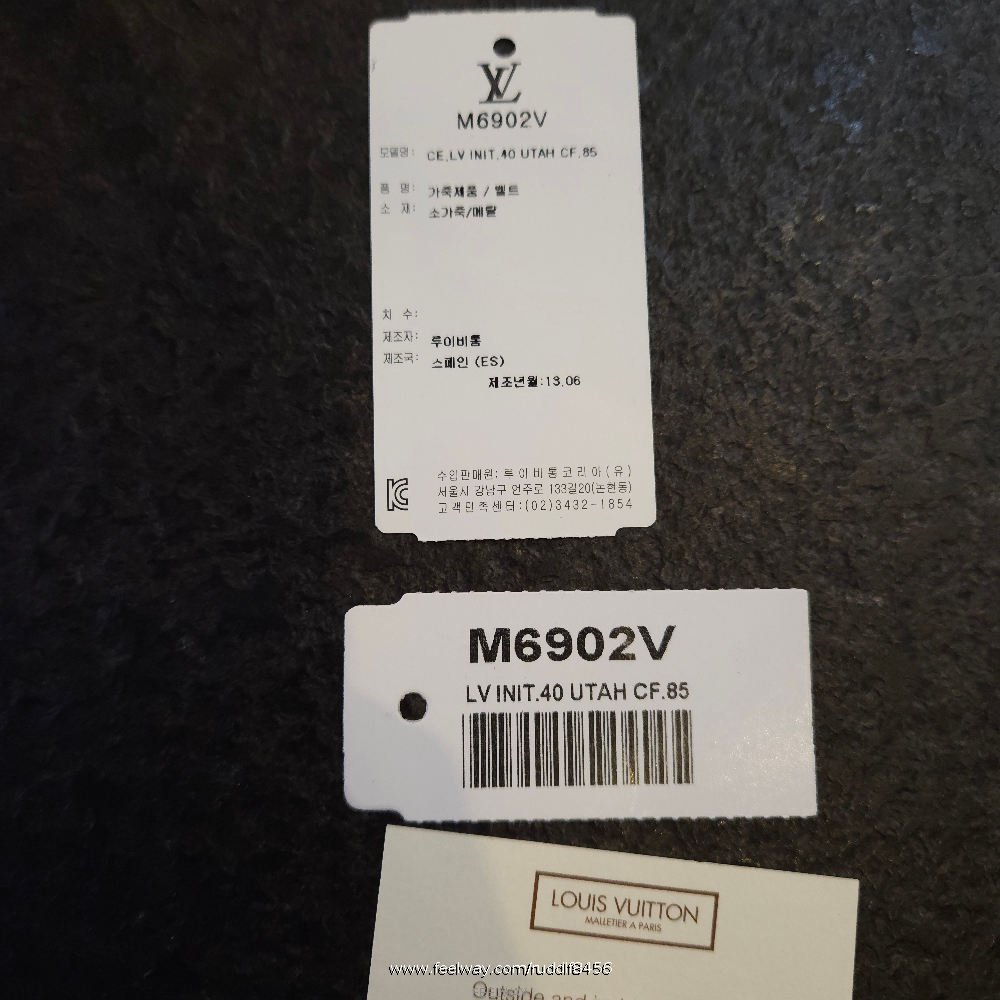 LV
M6902V
모델명: CE.LV INIT.40 UTAH CF.85
품 명: 가죽제품 / 벨트
소 재: 소가죽/메탈
치 수:
제조자: 루이비통
제조국: 스페인 (ES)
제조년월:13.06
수입판매원: 루이비통코리아(유)
서울시 강남구 언주로 133길20(논현동)
고객만족센터:(02)3432-1854
M6902V
LV INIT.40 UTAH CF.85
LOUIS VUITTON
MALLETIER A PARIS
www.feelway.com/ruddlf8456
Outside and